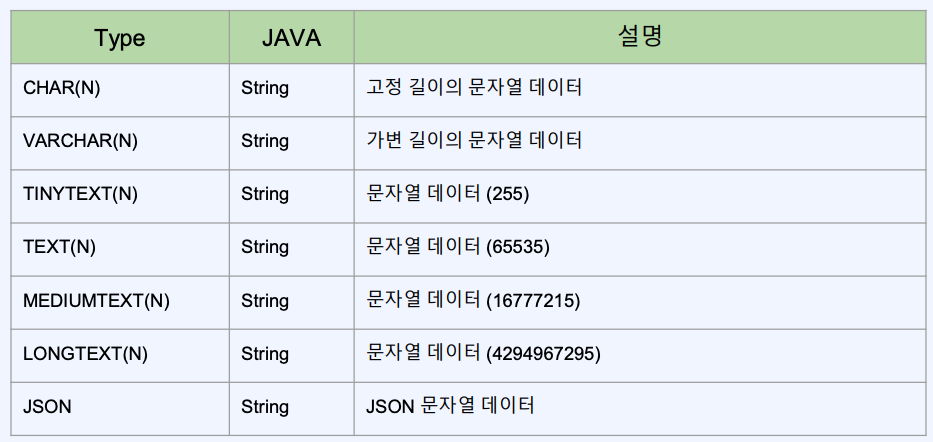 Type JAVA 설명
CHAR(N) String 고정 길이의 문자열 데이터
VARCHAR(N) String 가변 길이의 문자열 데이터
TINYTEXT(N) String 문자열 데이터 (255)
TEXT(N) String 문자열 데이터 (65535)
MEDIUMTEXT(N) String 문자열 데이터 (16777215)
LONGTEXT(N) String 문자열 데이터 (4294967295)
JSON String JSON 문자열 데이터